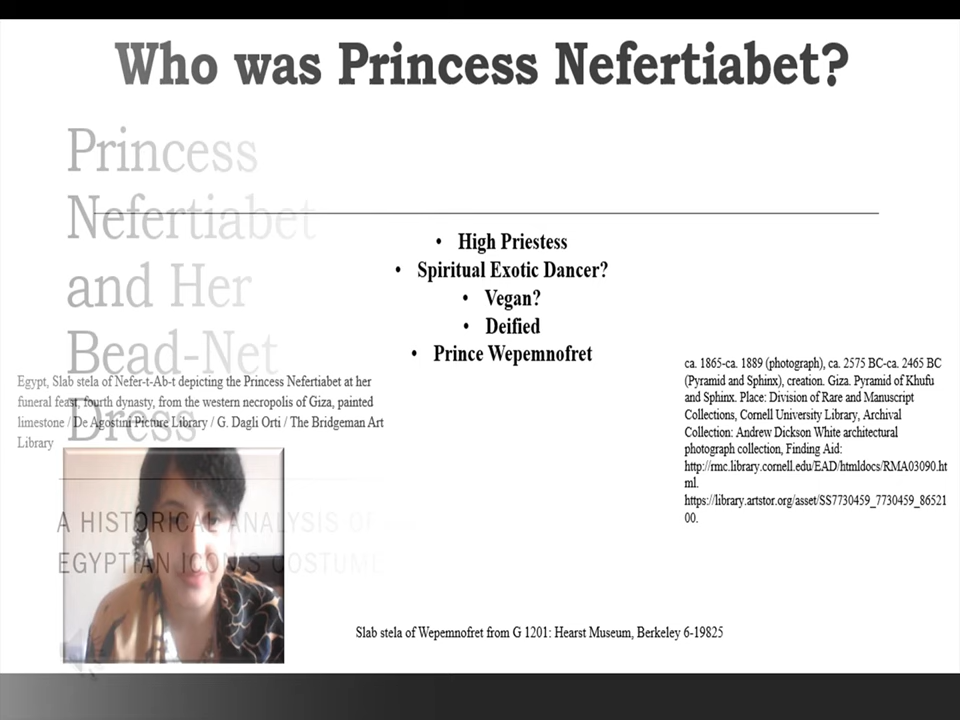 Who was Princess Nefertiabet?
Princess
Nefertiabet
and Her
Bead-Net
Dress
A HISTORICAL ANALYSIS OF
EGYPTIAN ICON'S COSTUME
• High Priestess
• Spiritual Exotic Dancer?
• Vegan?
• Deified
• Prince Wepemnofret
Egypt, Slab stela of Nefer-t-Ab-t depicting the Princess Nefertiabet at her
funeral feast, fourth dynasty, from the western necropolis of Giza, painted
limestone / De Agostini Picture Library / G. Dagli Orti / The Bridgeman Art
Library
ca. 1865-ca. 1889 (photograph), ca. 2575 BC-ca. 2465 BC
(Pyramid and Sphinx), creation. Giza. Pyramid of Khufu
and Sphinx. Place: Division of Rare and Manuscript
Collections, Cornell University Library, Archival
Collection: Andrew Dickson White architectural
photograph collection, Finding Aid:
http://rmc.library.cornell.edu/EAD/htmldocs/RMA03090.ht
ml.
https://library.artstor.org/asset/SS7730459_7730459_86521
00.
Slab stela of Wepemnofret from G 1201: Hearst Museum, Berkeley 6-19825